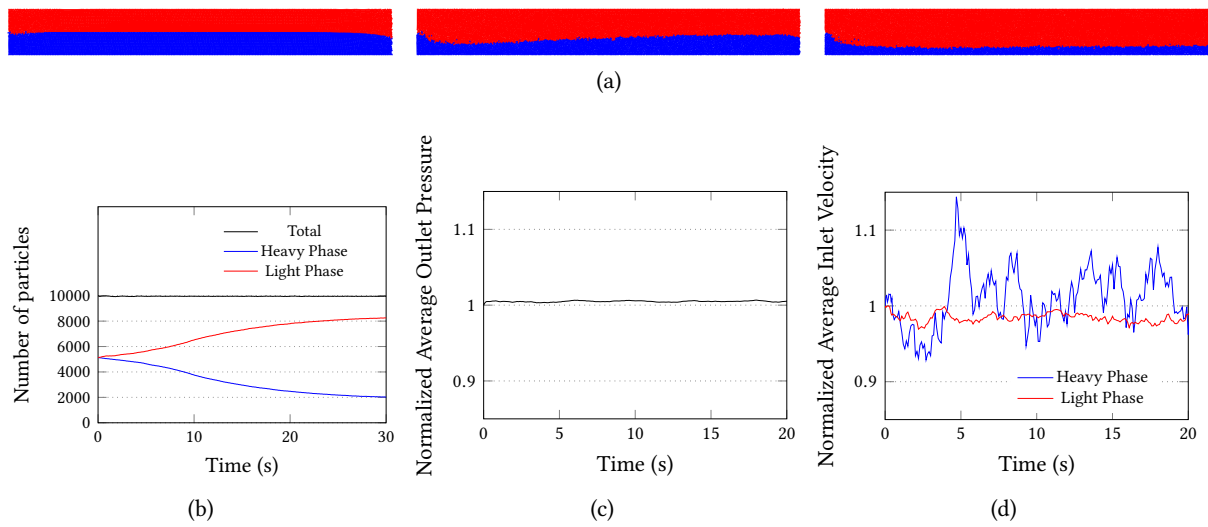 (a)
Number of particles
10000
8000
6000
4000
2000
0
0 10 20 30
Time (s)
Total
Heavy Phase
Light Phase
(b)
Normalized Average Outlet Pressure
1.1
1
0.9
0 5 10 15 20
Time (s)
(c)
Normalized Average Inlet Velocity
1.1
1
0.9
0 5 10 15 20
Time (s)
Heavy Phase
Light Phase
(d)